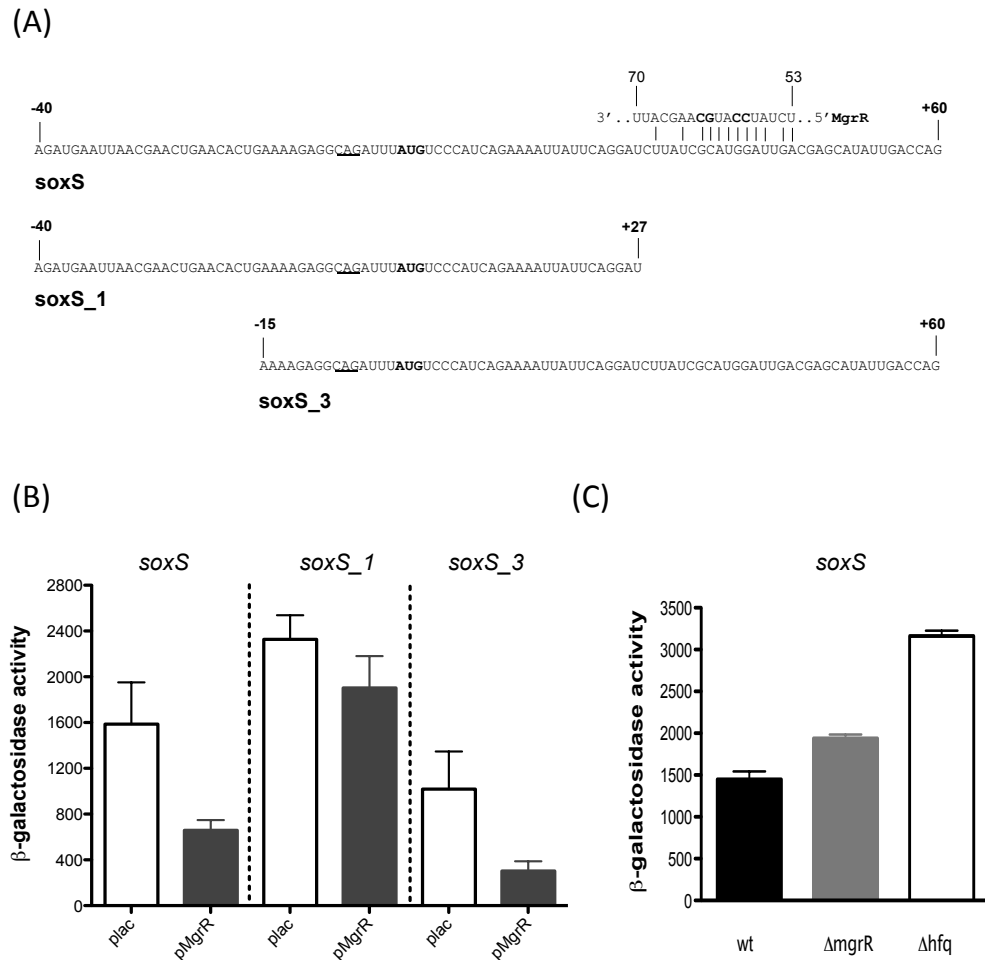 (A)
70 53
3'..UUACGAACGUACCUAUCU..5'MgrR
-40 +60
AGAUGAAUUAACGAACUGAACACUGAAAAGAGGCAGAUUUAUGUCCCAUCAGAAAAUUAUUCAGGAUCUUAUCGCAUGGAUUGACGAGCAUAUUGACCAG
soxS
-40 +27
AGAUGAAUUAACGAACUGAACACUGAAAAGAGGCAGAUUUAUGUCCCAUCAGAAAAUUAUUCAGGAU
soxS_1
-15 +60
AAAAGAGGCAGAUUUAUGUCCCAUCAGAAAAUUAUUCAGGAUCUUAUCGCAUGGAUUGACGAGCAUAUUGACCAG
soxS_3
(B)
soxS soxS_1 soxS_3
β-galactosidase activity
2800
2400
2000
1600
1200
800
400
0
plac pMgrR plac pMgrR plac pMgrR
(C)
soxS
β-galactosidase activity
3500
3000
2500
2000
1500
1000
500
0
wt ΔmgrR Δhfq